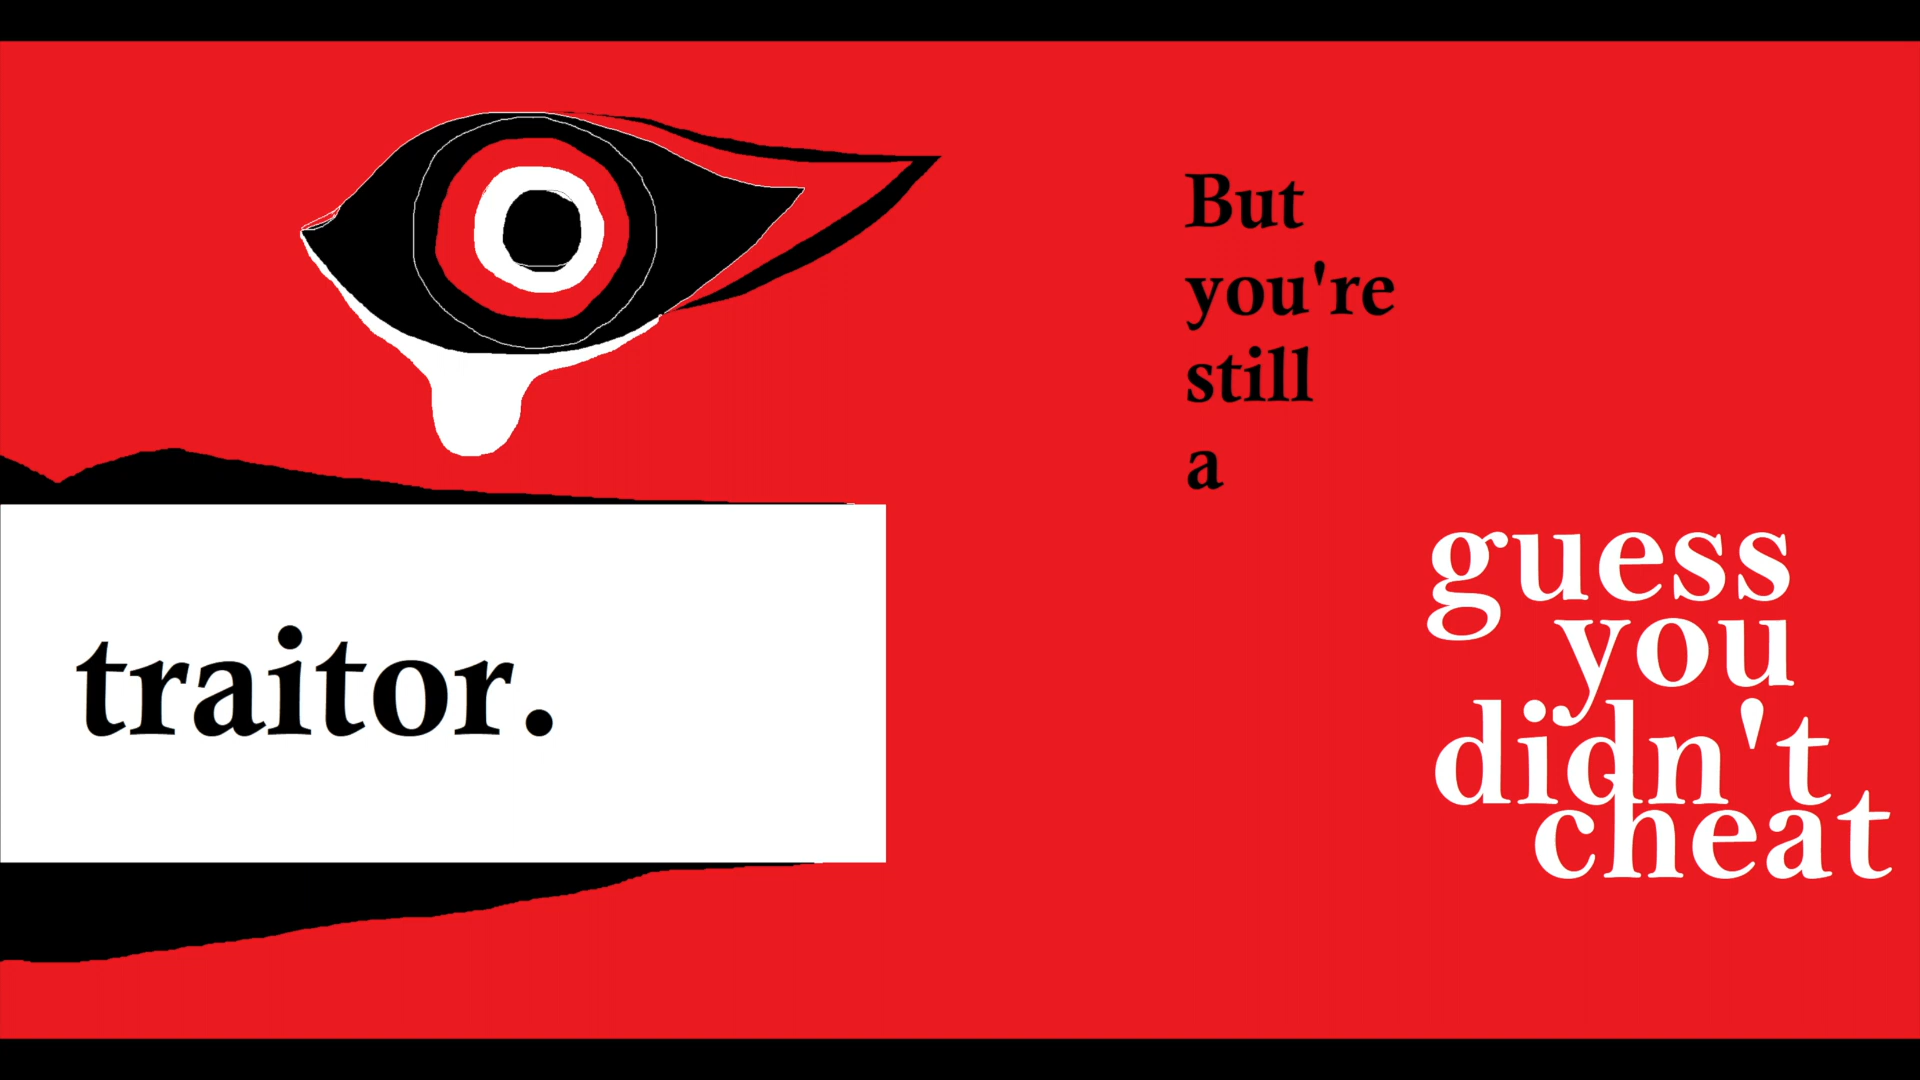 But
you're
still
a
traitor.
guess
you
didn't
cheat